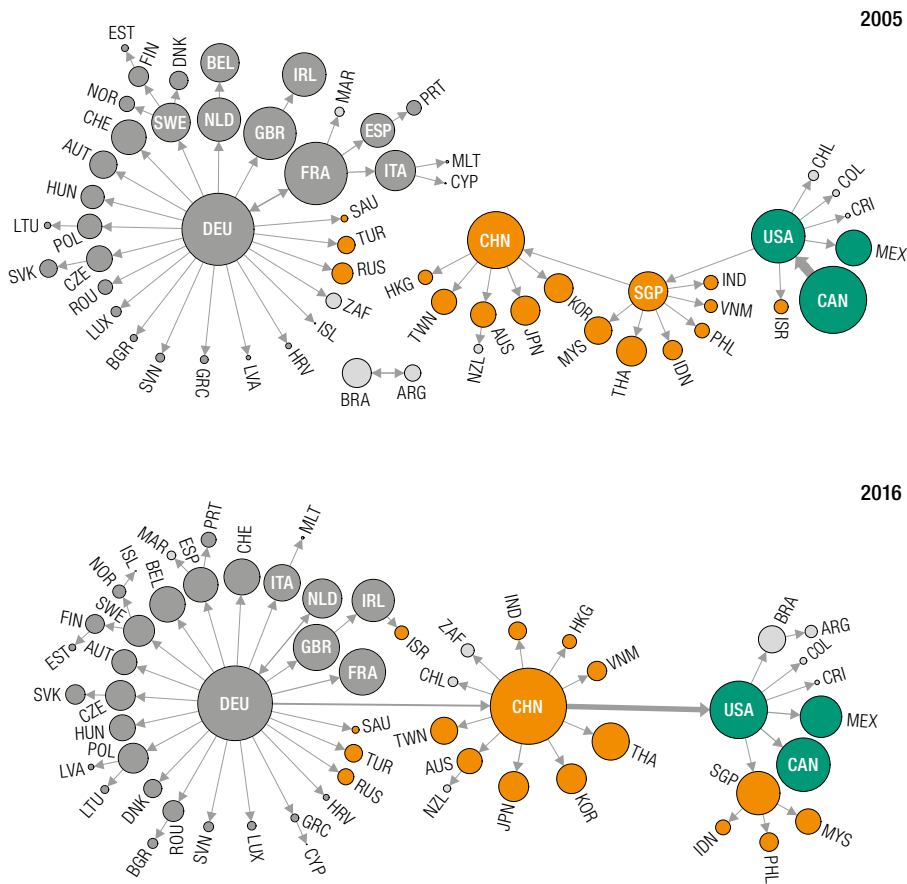 2005
EST
FIN
DNK
BEL
IRL
MAR
PRT
NOR
SWE
NLD
GBR
ESP
CHE
FRA
ITA
MLT
CYP
AUT
HUN
DEU
SAU
LTU
POL
TUR
SVK
CZE
RUS
ROU
ZAF
LUX
ISL
BGR
SVN
GRC
LVA
HRV
BRA
ARG
CHN
HKG
TWN
NZL
AUS
JPN
KOR
SGP
IND
VNM
PHL
MYS
THA
IDN
CHL
COL
CRI
USA
MEX
CAN
ISR
2016
PRT
CHE
MLT
MAR
ESP
ISL
NOR
BEL
ITA
NLD
IRL
FIN
SWE
ISR
EST
AUT
GBR
FRA
SVK
CZE
DEU
HUN
SAU
POL
TUR
LVA
RUS
LTU
DNK
HRV
BGR
ROU
SVN
LUX
GRC
CYP
ZAF
IND
HKG
VNM
CHL
CHN
TWN
THA
AUS
NZL
JPN
KOR
BRA
ARG
COL
CRI
USA
MEX
CAN
SGP
IDN
PHL
MYS